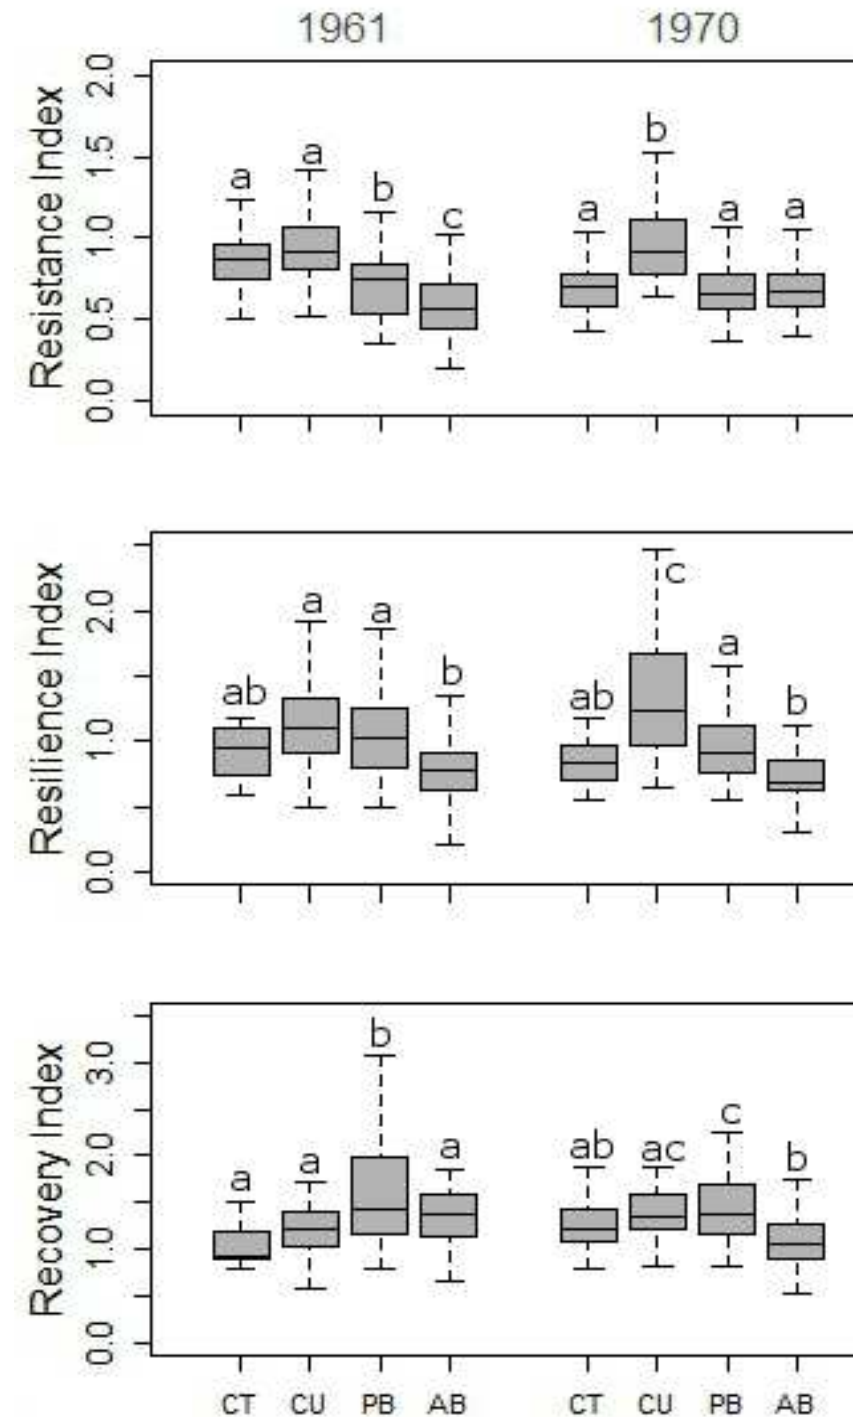 1961 1970
Resistance Index
2.0
1.5
1.0
0.5
0.0
a a b c a b a a
Resilience Index
2.0
1.0
0.0
ab a a b ab c a b
Recovery Index
3.0
2.0
1.0
0.0
a a b a ab ac c b
CT CU PB AB CT CU PB AB